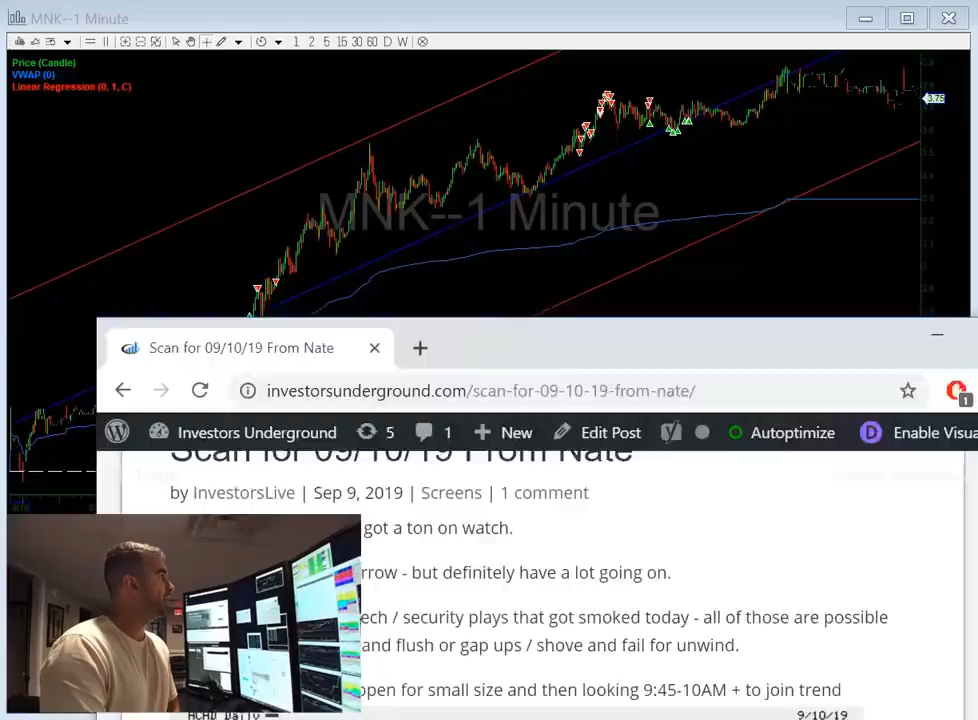 MNK--1 Minute
1 2 5 15 30 60 D W
Price (Candle)
VWAP (0)
Linear Regression (0, 1, C)
3.75
MNK--1 Minute
Scan for 09/10/19 From Nate
investorsunderground.com/scan-for-09-10-19-from-nate/
1
Investors Underground 5 1 New Edit Post Autoptimize D Enable Visua
Scan for 09/10/19 From Nate
by InvestorsLive | Sep 9, 2019 | Screens | 1 comment
got a ton on watch.
rrow - but definitely have a lot going on.
ech / security plays that got smoked today - all of those are possible
and flush or gap ups / shove and fail for unwind.
open for small size and then looking 9:45-10AM + to join trend
ACAD Daily 9/10/19